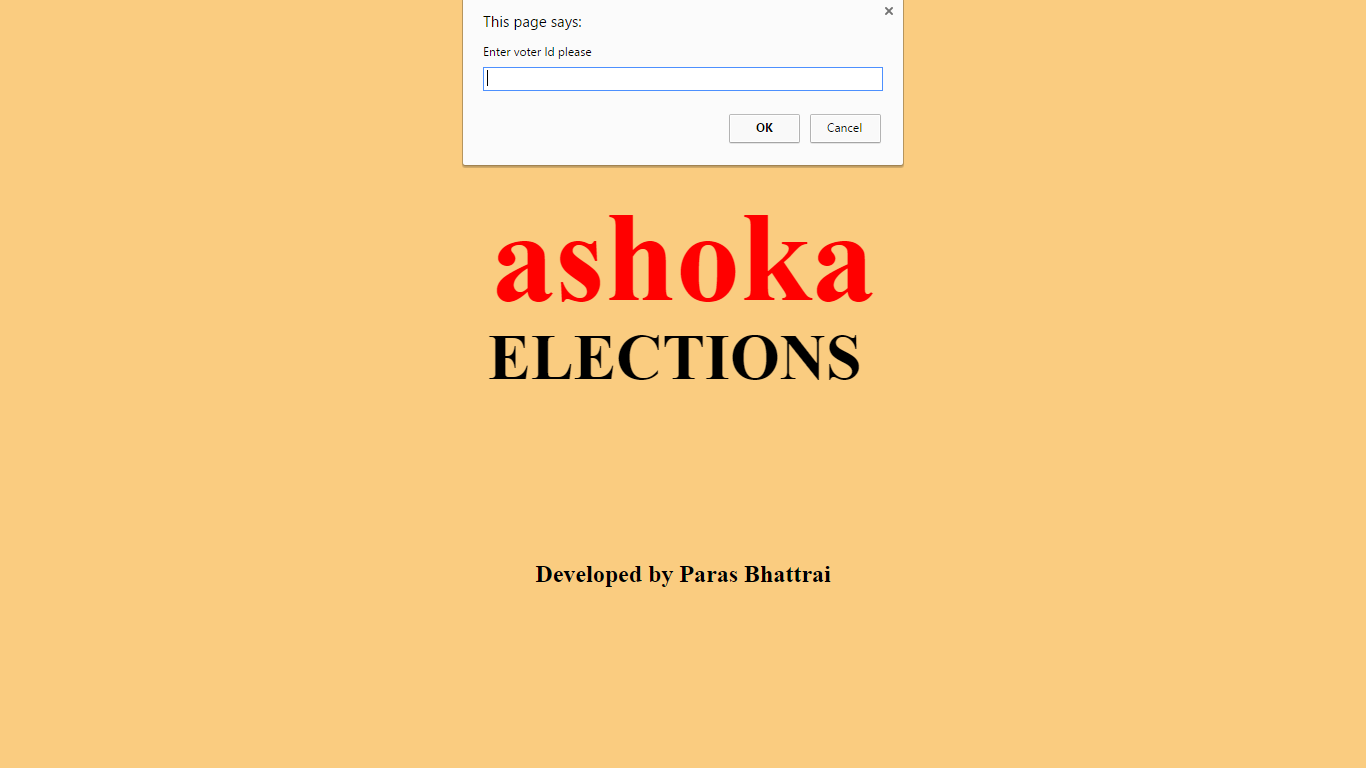 This page says:
Enter voter Id please
OK Cancel
ashoka
ELECTIONS
Developed by Paras Bhattrai